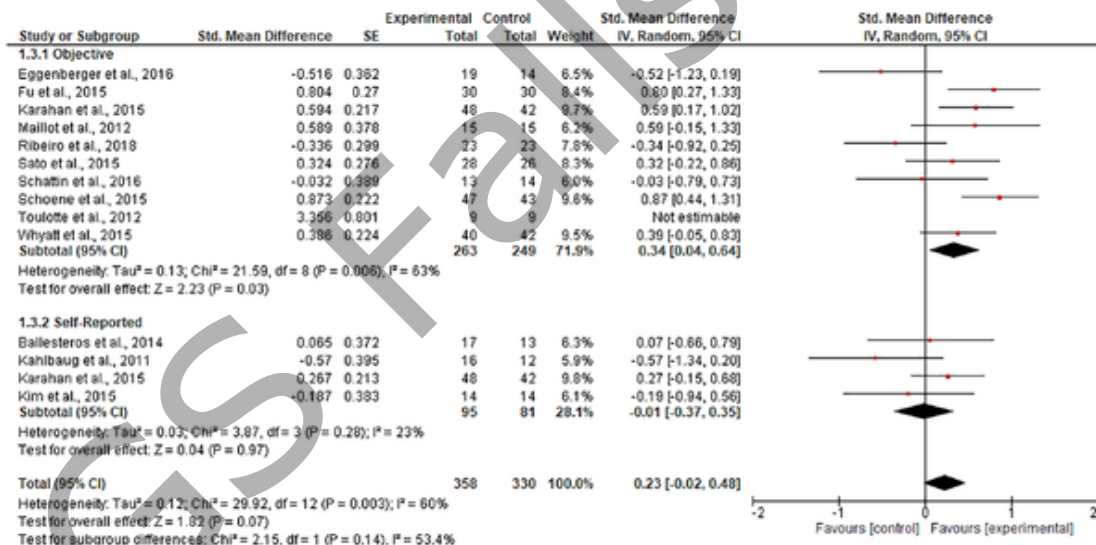 Experimental Control Std. Mean Difference Std. Mean Difference
Study or Subgroup Std. Mean Difference SE Total Total Weight IV, Random, 95% CI IV, Random, 95% CI
1.3.1 Objective
Eggenberger et al., 2016 -0.516 0.362 19 14 6.5% -0.52 [-1.23, 0.19]
Fu et al., 2015 0.804 0.27 30 30 8.4% 0.80 [0.27, 1.33]
Karahan et al., 2015 0.594 0.217 48 42 9.7% 0.59 [0.17, 1.02]
Maillot et al., 2012 0.589 0.378 15 15 6.2% 0.59 [-0.15, 1.33]
Ribeiro et al., 2018 -0.336 0.299 23 23 7.8% -0.34 [-0.92, 0.25]
Sato et al., 2015 0.324 0.276 28 26 8.3% 0.32 [-0.22, 0.86]
Schattin et al., 2016 -0.032 0.389 13 14 6.0% -0.03 [-0.79, 0.73]
Schoene et al., 2015 0.873 0.222 47 43 9.6% 0.87 [0.44, 1.31]
Toulotte et al., 2012 3.356 0.801 9 9 Not estimable
Whyatt et al., 2015 0.386 0.224 40 42 9.5% 0.39 [-0.05, 0.83]
Subtotal (95% CI) 263 249 71.9% 0.34 [0.04, 0.64]
Heterogeneity: Tau² = 0.13; Chi² = 21.59, df = 8 (P = 0.006); I² = 63%
Test for overall effect: Z = 2.23 (P = 0.03)
1.3.2 Self-Reported
Ballesteros et al., 2014 0.065 0.372 17 13 6.3% 0.07 [-0.66, 0.79]
Kahlbaug et al., 2011 -0.57 0.395 16 12 5.9% -0.57 [-1.34, 0.20]
Karahan et al., 2015 0.267 0.213 48 42 9.8% 0.27 [-0.15, 0.68]
Kim et al., 2015 -0.187 0.383 14 14 6.1% -0.19 [-0.94, 0.56]
Subtotal (95% CI) 95 81 28.1% -0.01 [-0.37, 0.35]
Heterogeneity: Tau² = 0.03; Chi² = 3.87, df = 3 (P = 0.28); I² = 23%
Test for overall effect: Z = 0.04 (P = 0.97)
Total (95% CI) 358 330 100.0% 0.23 [-0.02, 0.48]
Heterogeneity: Tau² = 0.12; Chi² = 29.92, df = 12 (P = 0.003); I² = 60%
Test for overall effect: Z = 1.82 (P = 0.07)
Test for subgroup differences: Chi² = 2.15, df = 1 (P = 0.14), I² = 53.4%
-2 -1 0 1 2
Favours [control] Favours [experimental]
GS Falls